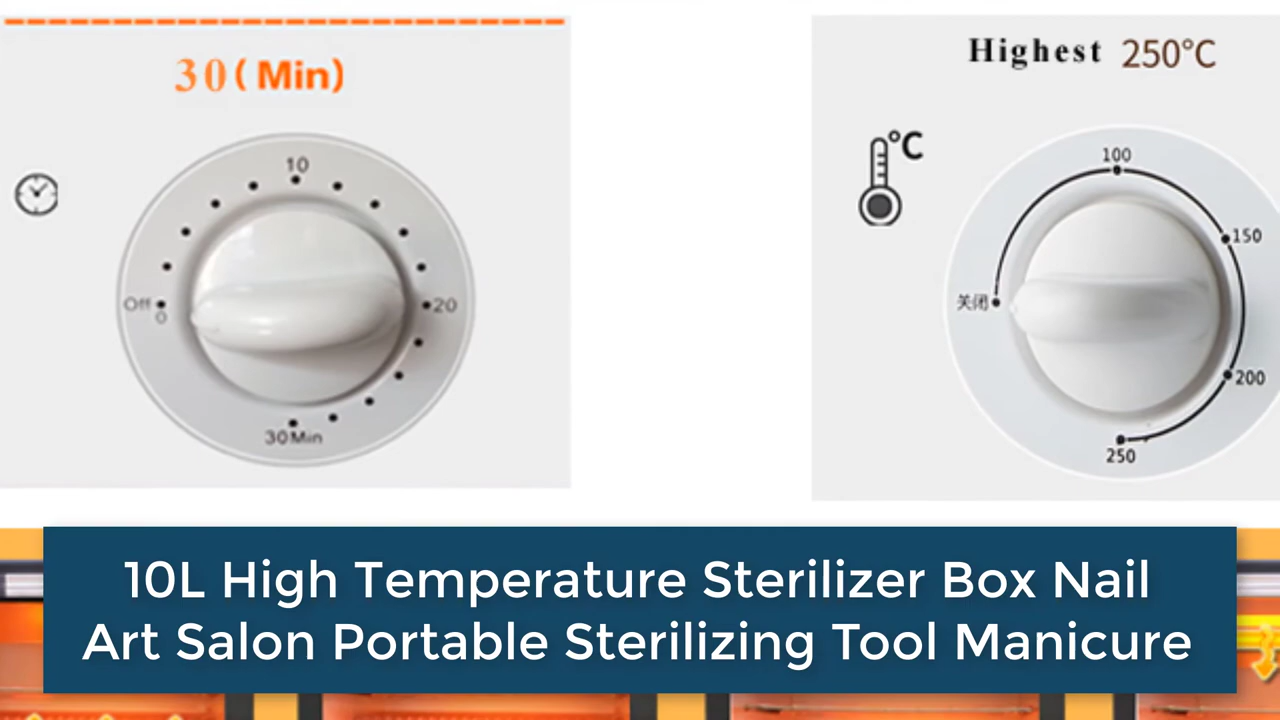 30(Min)
10
Off
0
20
30Min
Highest 250°C
°C
100
150
关闭
200
250
10L High Temperature Sterilizer Box Nail
Art Salon Portable Sterilizing Tool Manicure